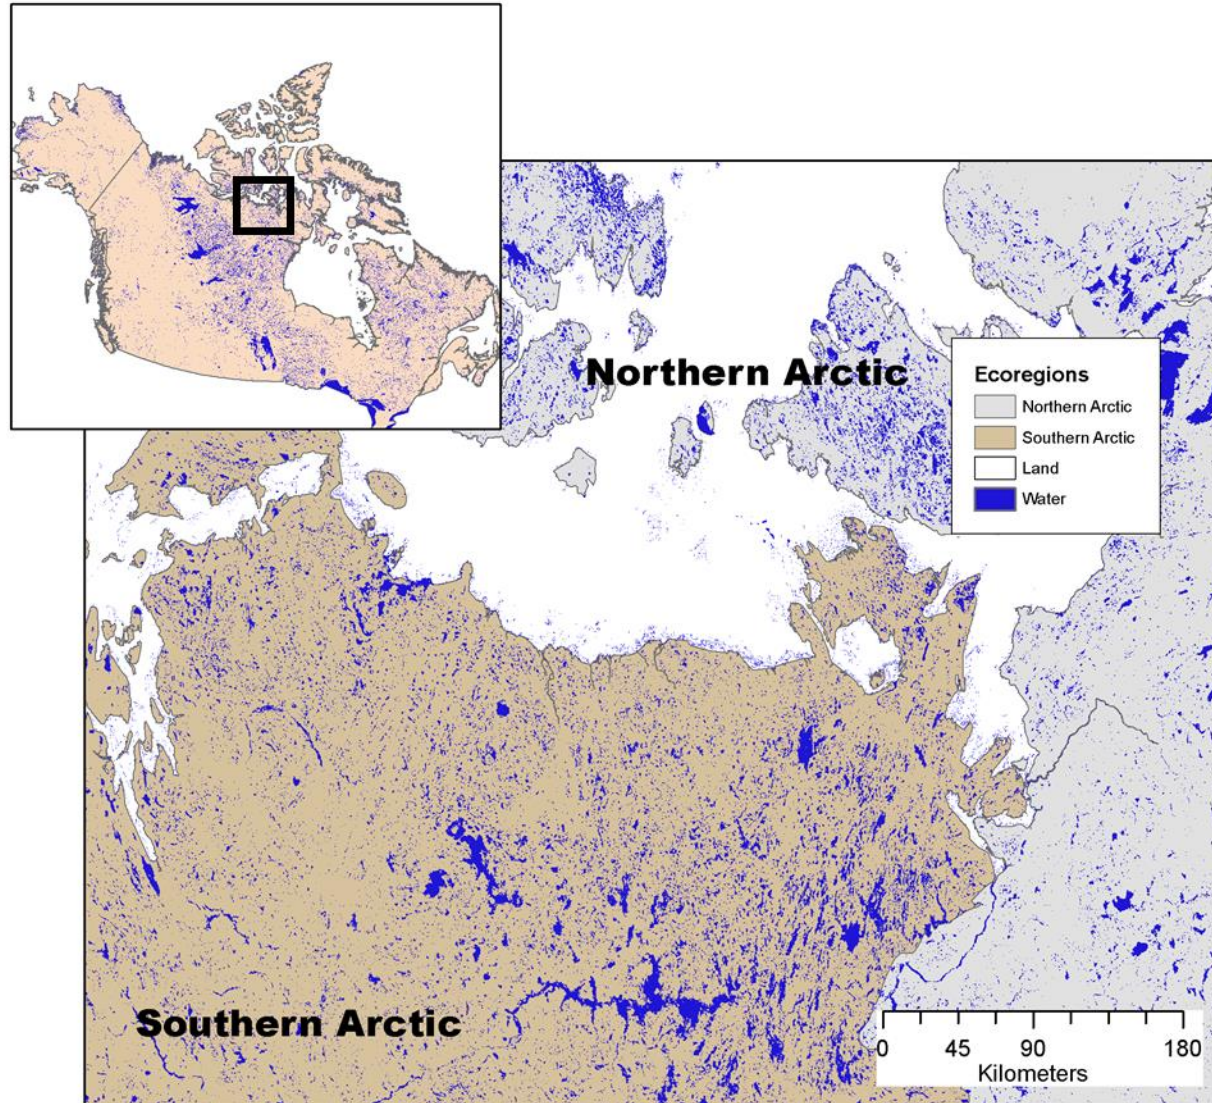 Northern Arctic
Ecoregions
Northern Arctic
Southern Arctic
Land
Water
Southern Arctic
0 45 90 180
Kilometers